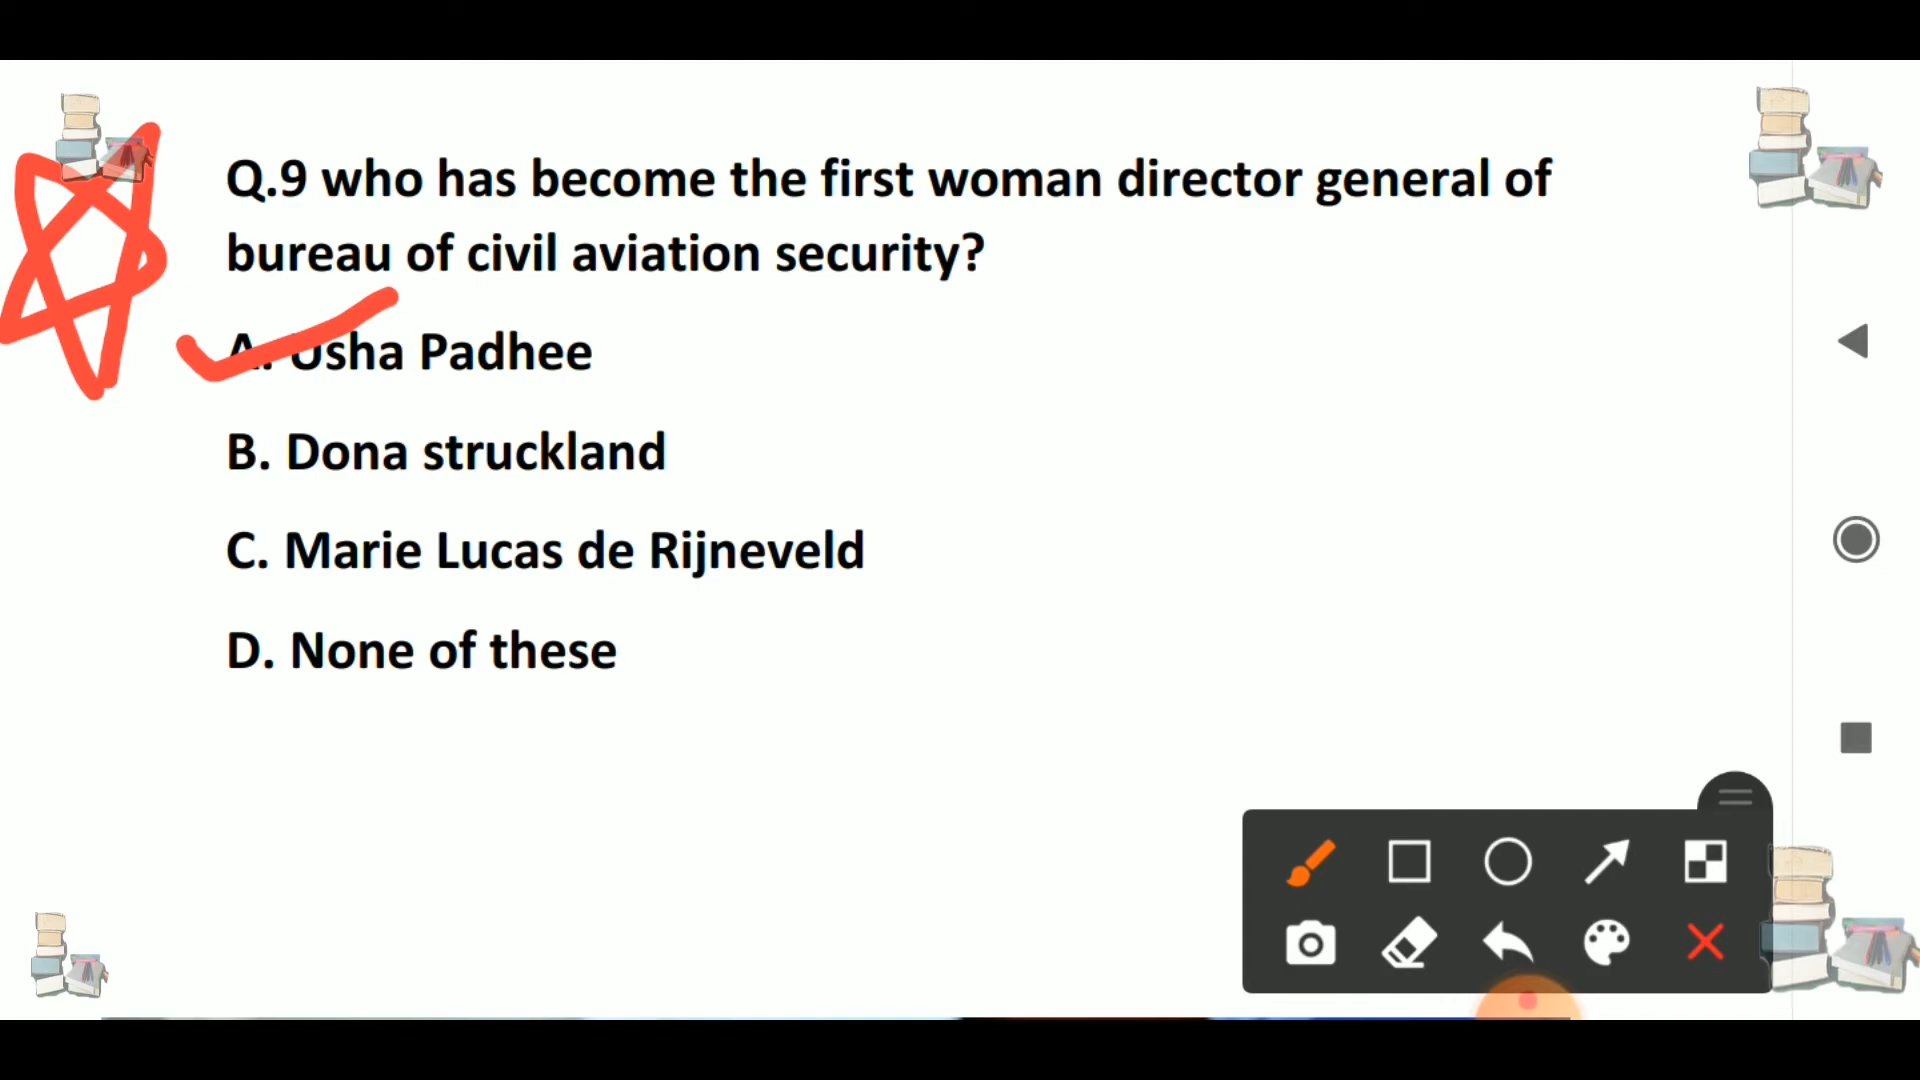 Q.9 who has become the first woman director general of
bureau of civil aviation security?
A. Usha Padhee
B. Dona struckland
C. Marie Lucas de Rijneveld
D. None of these